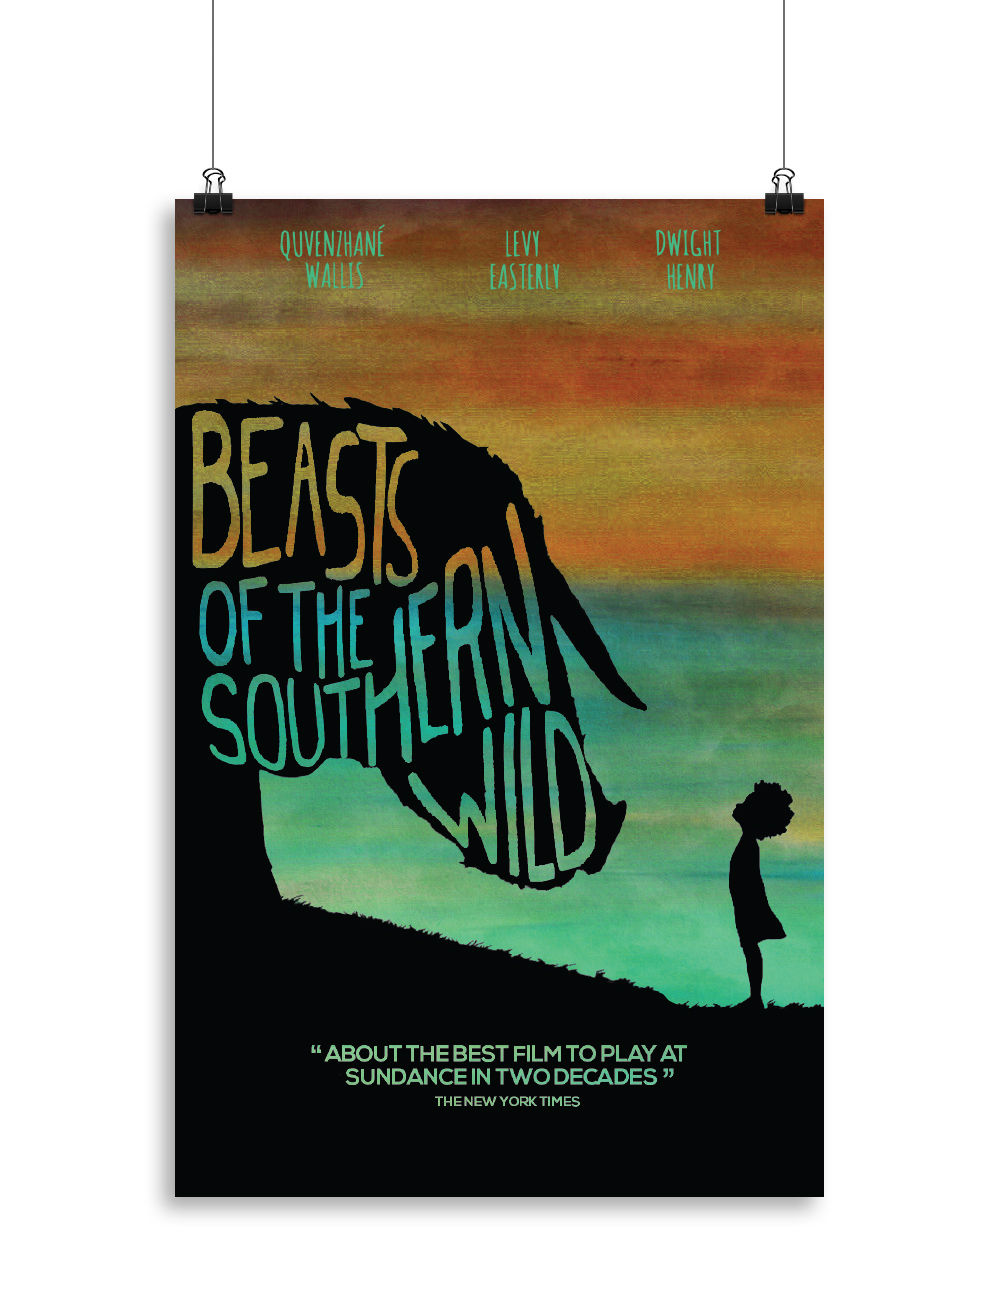 QUVENZHANÉ
WALLIS
LEVY
EASTERLY
DWIGHT
HENRY
BEASTS
OF THE
SOUTHERN
WILD
“ ABOUT THE BEST FILM TO PLAY AT
SUNDANCE IN TWO DECADES ”
THE NEW YORK TIMES